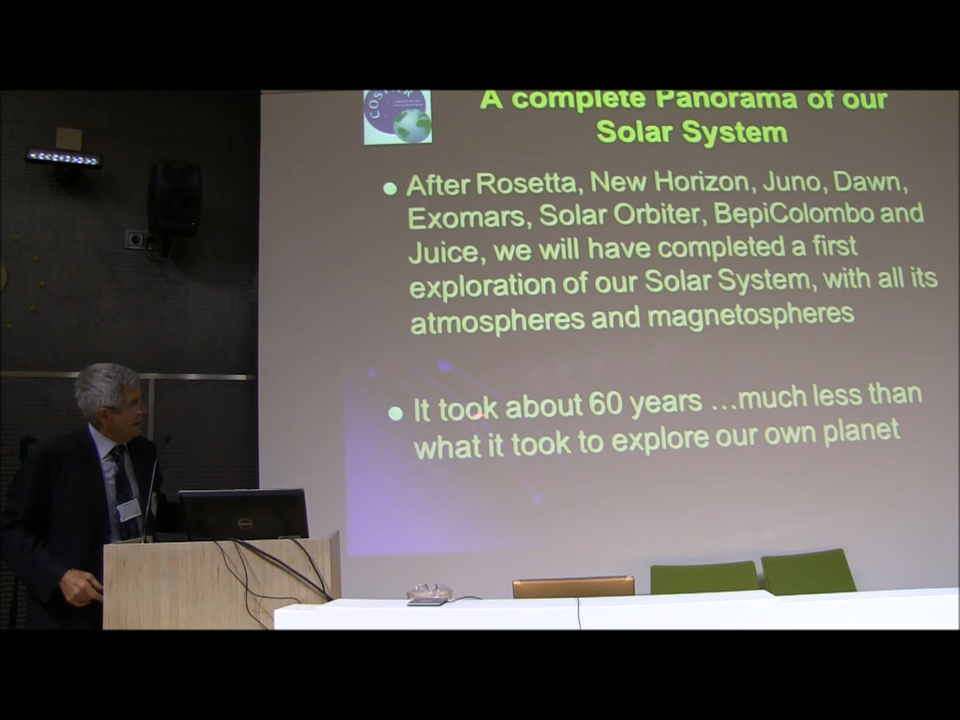 A complete Panorama of our
Solar System
After Rosetta, New Horizon, Juno, Dawn,
Exomars, Solar Orbiter, BepiColombo and
Juice, we will have completed a first
exploration of our Solar System, with all its
atmospheres and magnetospheres
It took about 60 years ...much less than
what it took to explore our own planet
DELL